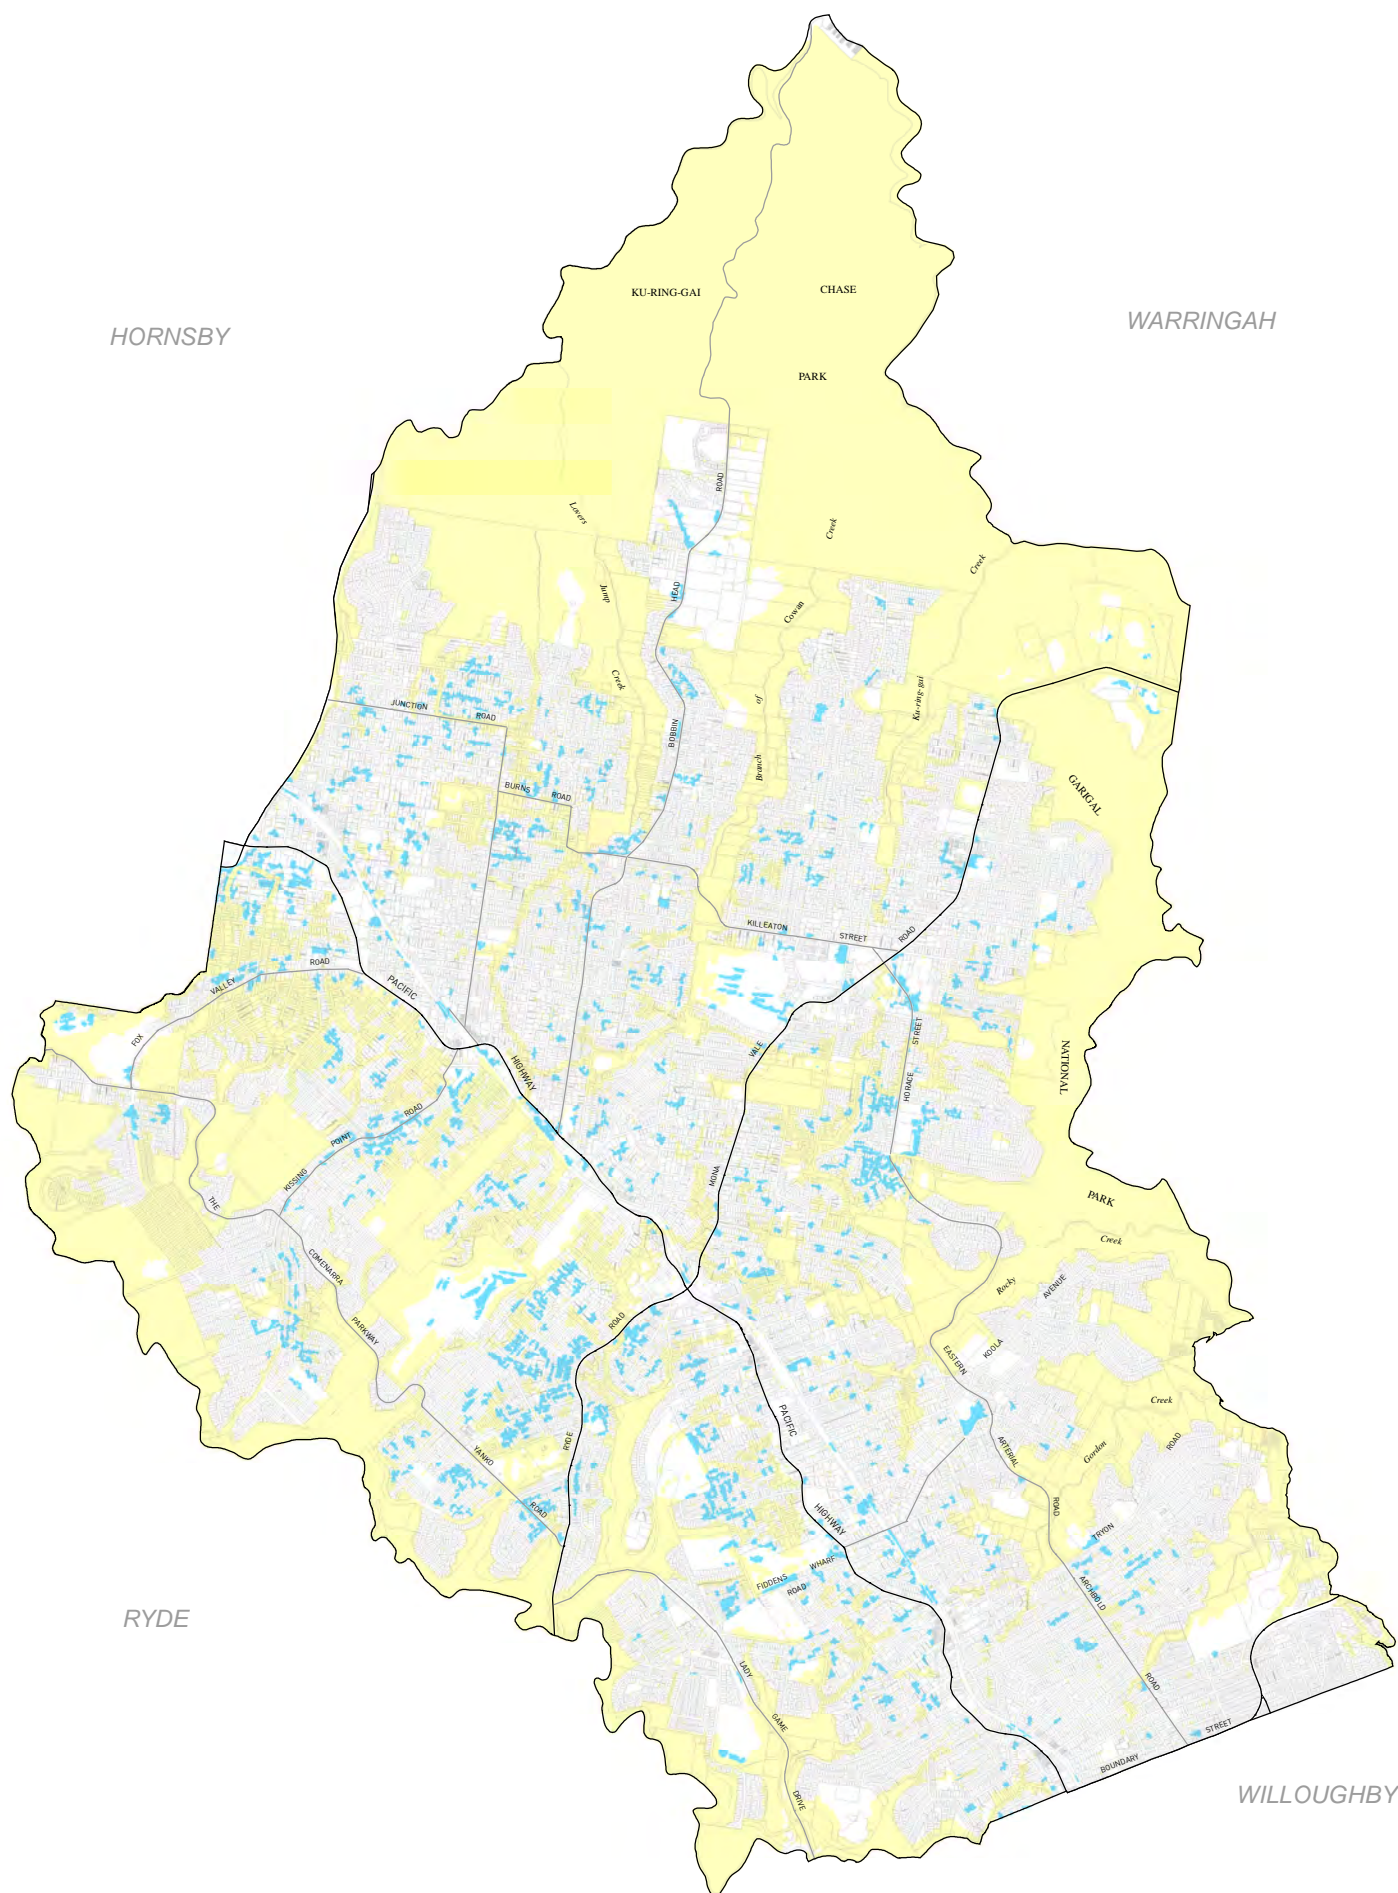 KU-RING-GAI
CHASE
WARRINGAH
HORNSBY
PARK
ROAD
Lovers
Creek
Creek
Jump
HEAD
Cowan
Creek
Ku-ring-gai
of
JUNCTION
ROAD
BOBBIN
Branch
BURNS
ROAD
GARIGAL
KILLEATON
STREET
ROAD
ROAD
VALLEY
PACIFIC
FOX
STREET
VALE
NATIONAL
HIGHWAY
HORACE
ROAD
POINT
KISSING
MONA
THE
PARK
Creek
COMENARRA
Rocky
AVENUE
PARKWAY
ROAD
KOOLA
EASTERN
Creek
PACIFIC
RYDE
YANKO
ARTERIAL
Gordon
ROAD
ROAD
ROAD
HIGHWAY
TRYON
WHARF
FIDDENS
ROAD
ARCHBOLD
RYDE
LADY
ROAD
GAME
STREET
BOUNDARY
DRIVE
WILLOUGHBY